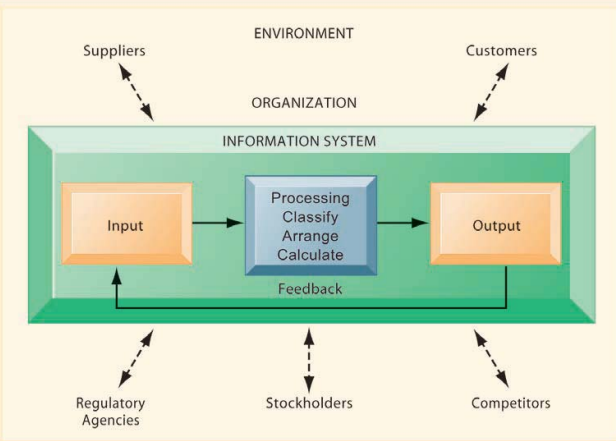 ENVIRONMENT
Suppliers
Customers
ORGANIZATION
INFORMATION SYSTEM
Input
Processing
Classify
Arrange
Calculate
Output
Feedback
Regulatory
Agencies
Stockholders
Competitors